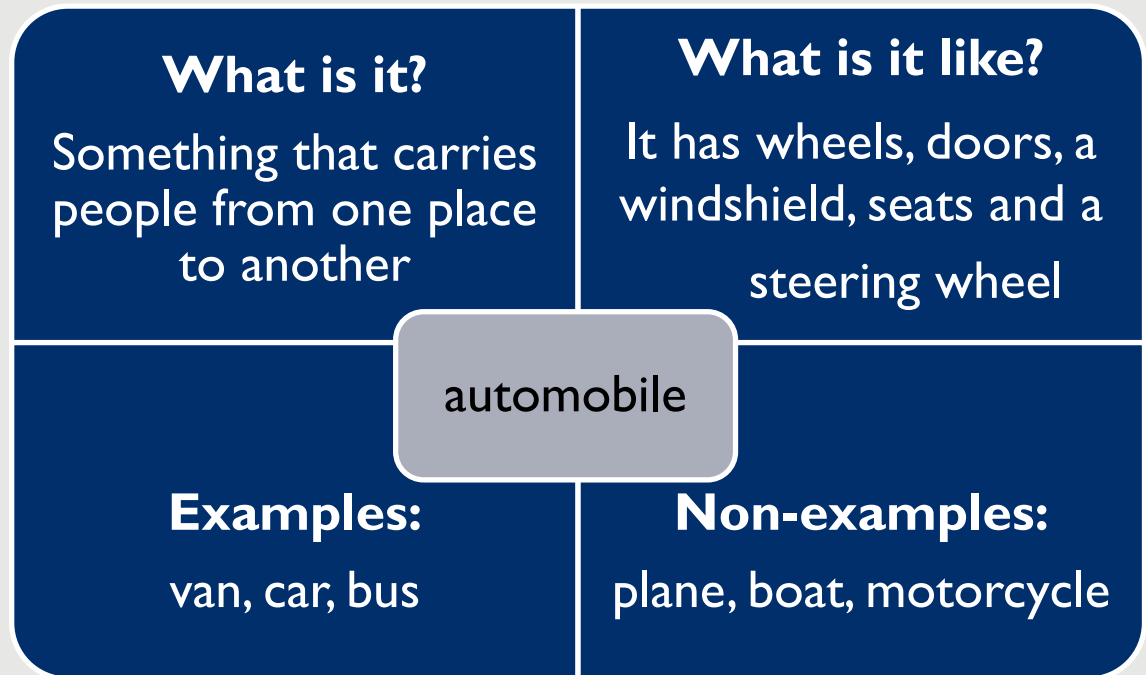 What is it?
Something that carries
people from one place
to another
What is it like?
It has wheels, doors, a
windshield, seats and a
steering wheel
automobile
Examples:
van, car, bus
Non-examples:
plane, boat, motorcycle